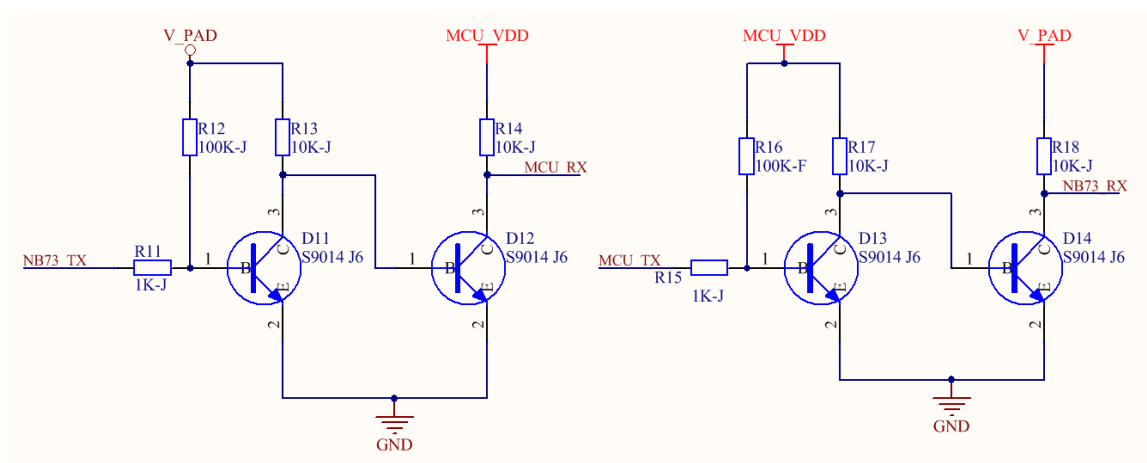 V_PAD
MCU_VDD
MCU_VDD
V_PAD
R12
100K-J
R13
10K-J
R14
10K-J
R16
100K-F
R17
10K-J
R18
10K-J
MCU_RX
NB73_RX
3
3
3
3
C
C
C
C
D11
S9014 J6
D12
S9014 J6
D13
S9014 J6
D14
S9014 J6
NB73_TX
R11
1K-J
1
B
1
B
MCU_TX
R15
1K-J
1
B
1
B
E
E
E
E
2
2
2
2
GND
GND